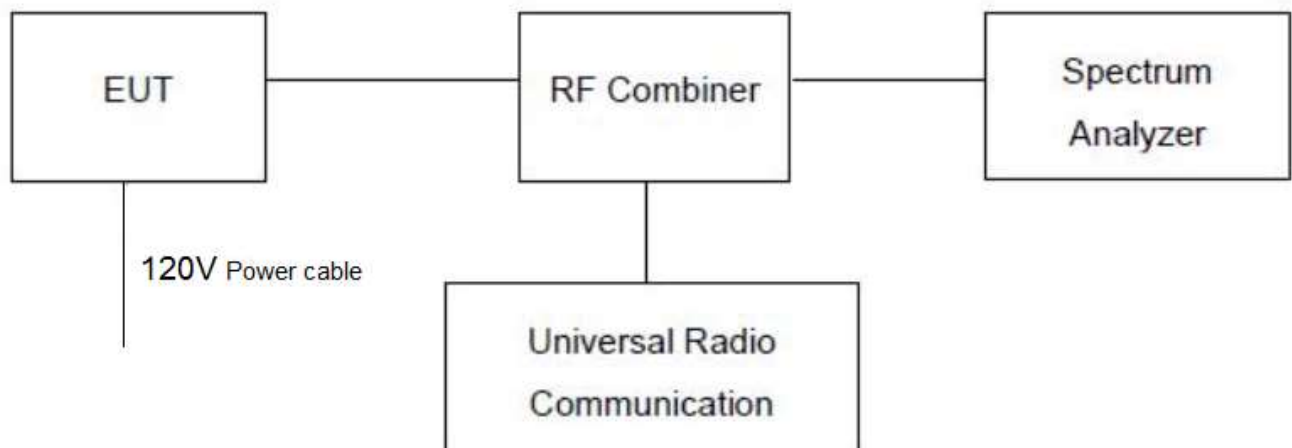 EUT
RF Combiner
Spectrum
Analyzer
120V Power cable
Universal Radio
Communication